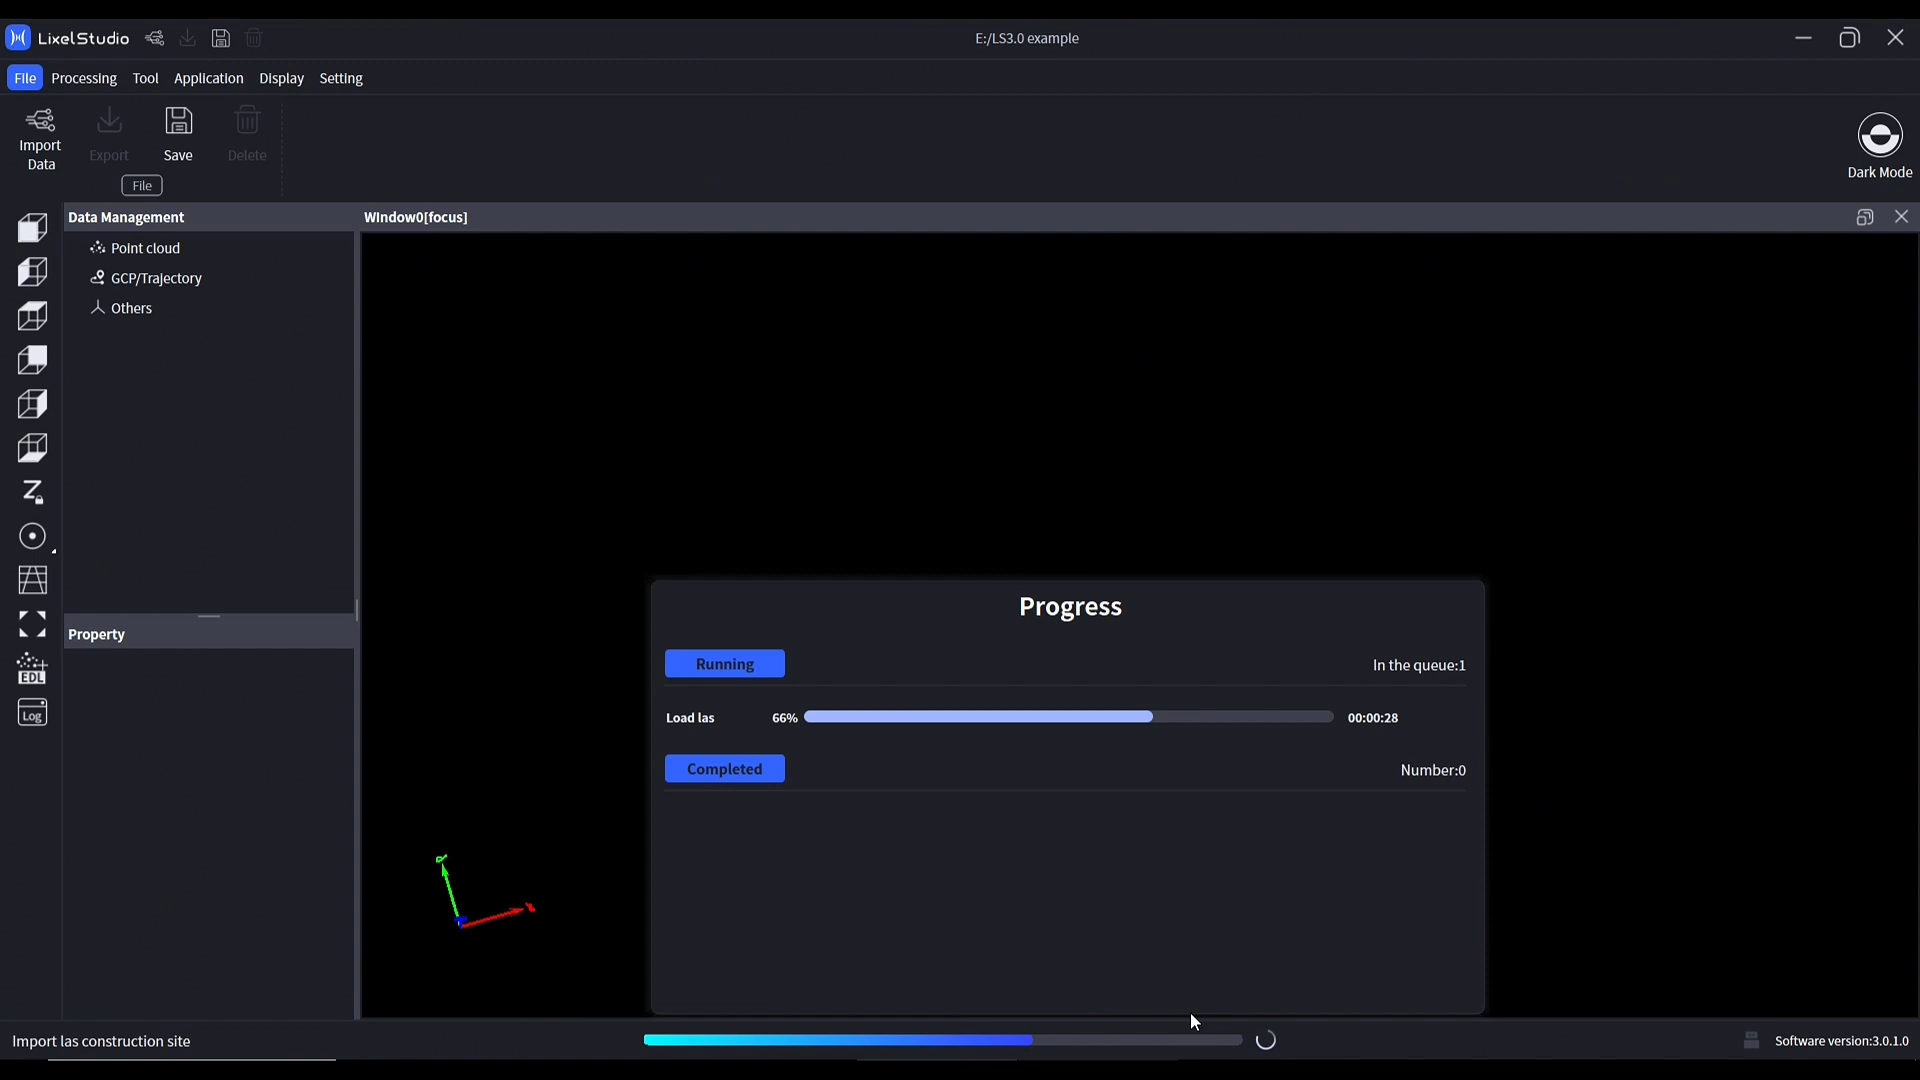 LixelStudio
E:/LS3.0 example
File Processing Tool Application Display Setting
Import Data
Export
Save
Delete
File
Dark Mode
Data Management
Window0[focus]
Point cloud
GCP/Trajectory
Others
Property
Z
EDL
Log
Progress
Running In the queue:1
Load las 66% 00:00:28
Completed Number:0
Import las construction site
Software version:3.0.1.0